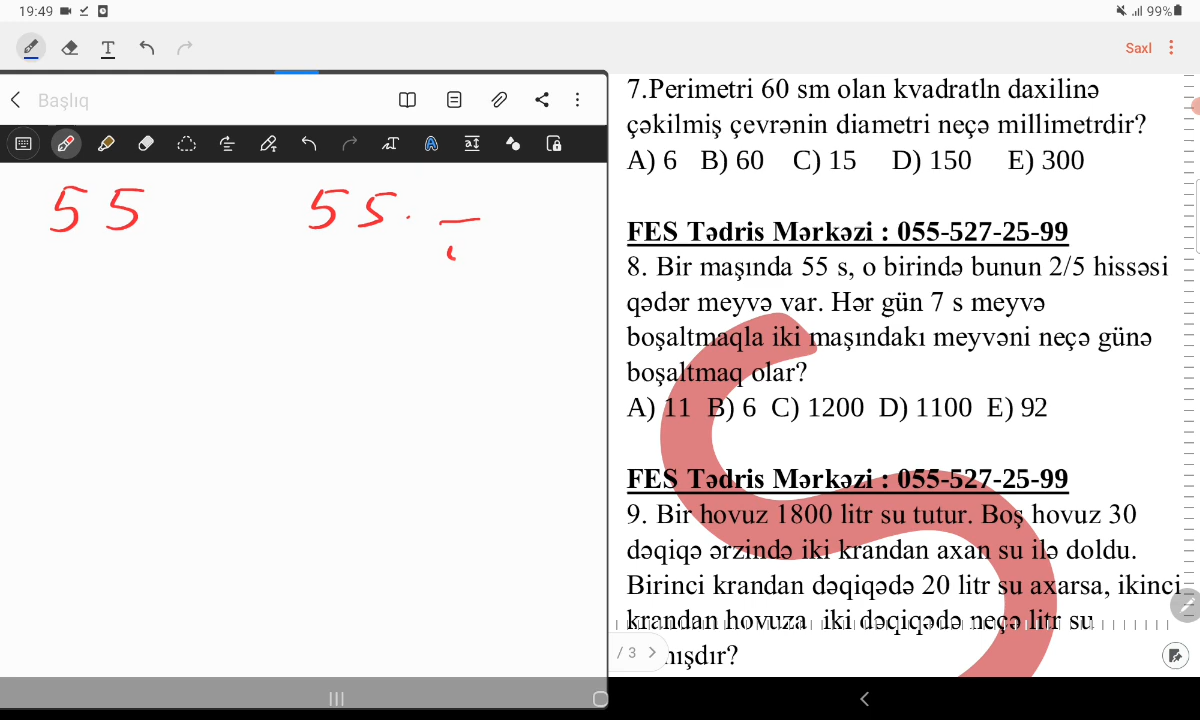 19:49
99%
Saxl
Başlıq
55 55.
7.Perimetri 60 sm olan kvadratln daxilinə
çəkilmiş çevrənin diametri neçə millimetrdir?
A) 6 B) 60 C) 15 D) 150 E) 300
FES Tədris Mərkəzi : 055-527-25-99
8. Bir maşında 55 s, o birində bunun 2/5 hissəsi
qədər meyvə var. Hər gün 7 s meyvə
boşaltmaqla iki maşındakı meyvəni neçə günə
boşaltmaq olar?
A) 11 B) 6 C) 1200 D) 1100 E) 92
FES Tədris Mərkəzi : 055-527-25-99
9. Bir hovuz 1800 litr su tutur. Boş hovuz 30
dəqiqə ərzində iki krandan axan su ilə doldu.
Birinci krandan dəqiqədə 20 litr su axarsa, ikinci
krandan hovuza iki dəqiqədə neçə litr su
/ 3